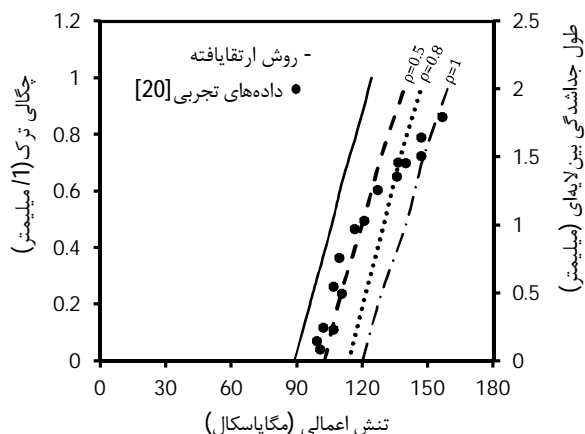 روش ارتقایافته -
داده‌های تجربی[20]
ρ=0.5
ρ=0.8
ρ=1
چگالی ترک(1/ میلیمتر)
1.2
1
0.8
0.6
0.4
0.2
0
طول جداشدگی بین‌لایه‌ای (میلیمتر)
2.5
2
1.5
1
0.5
0
0 30 60 90 120 150 180
تنش اعمالی (مگاپاسکال)